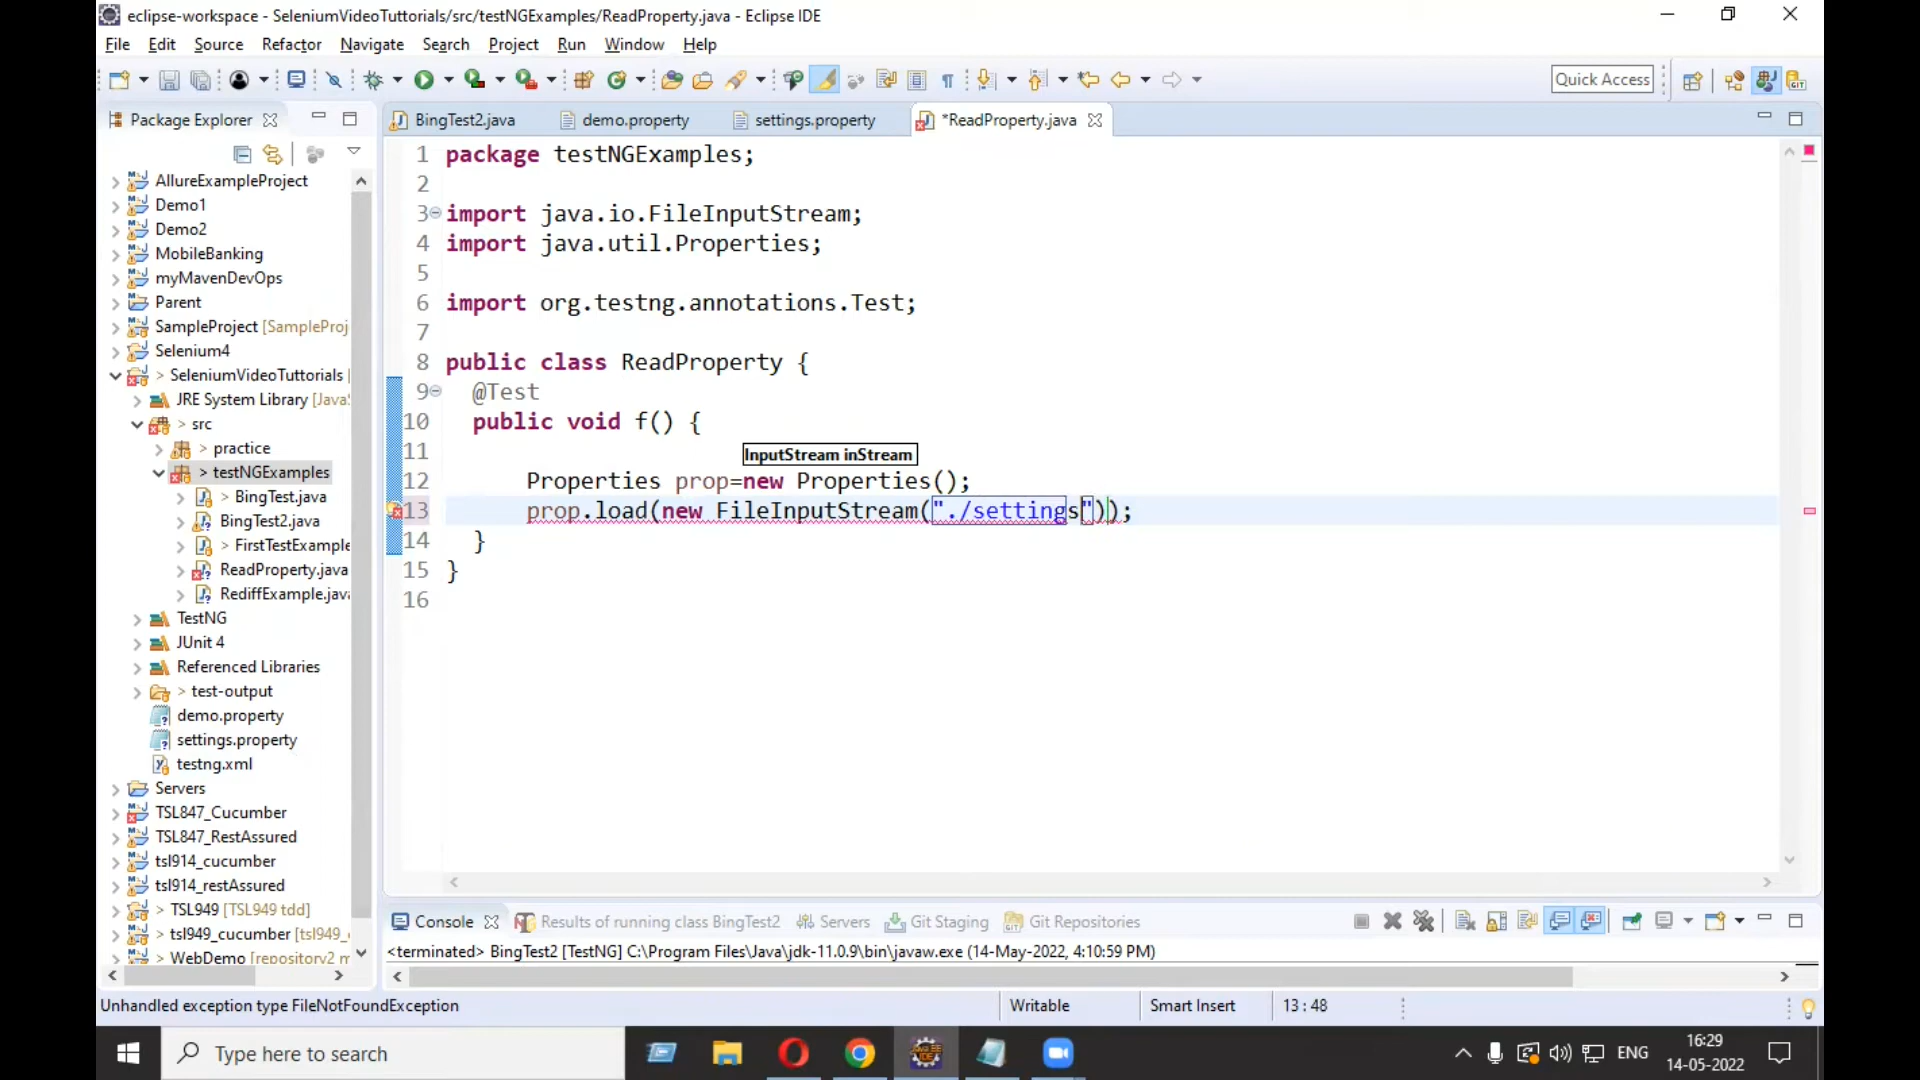 eclipse-workspace - SeleniumVideoTuttorials/src/testNGExamples/ReadProperty.java - Eclipse IDE
File Edit Source Refactor Navigate Search Project Run Window Help
Quick Access
Package Explorer
BingTest2.java demo.property settings.property *ReadProperty.java
AllureExampleProject
Demo1
Demo2
MobileBanking
myMavenDevOps
Parent
SampleProject [SampleProj
Selenium4
> SeleniumVideoTuttorials [
JRE System Library [Java
> src
> practice
> testNGExamples
> BingTest.java
BingTest2.java
> FirstTestExample
ReadProperty.java
RediffExample.java
TestNG
JUnit 4
Referenced Libraries
> test-output
demo.property
settings.property
testng.xml
Servers
TSL847_Cucumber
TSL847_RestAssured
tsl914_cucumber
tsl914_restAssured
> TSL949 [TSL949 tdd]
> tsl949_cucumber [tsl949_
> WebDemo [repository2 m
1 package testNGExamples;
2
3 import java.io.FileInputStream;
4 import java.util.Properties;
5
6 import org.testng.annotations.Test;
7
8 public class ReadProperty {
9 @Test
10 public void f() {
11
InputStream inStream
12 Properties prop=new Properties();
13 prop.load(new FileInputStream("./settings"));
14 }
15 }
16
Console Results of running class BingTest2 Servers Git Staging Git Repositories
<terminated> BingTest2 [TestNG] C:\Program Files\Java\jdk-11.0.9\bin\javaw.exe (14-May-2022, 4:10:59 PM)
Unhandled exception type FileNotFoundException
Writable
Smart Insert
13 : 48
Type here to search
ENG
16:29
14-05-2022